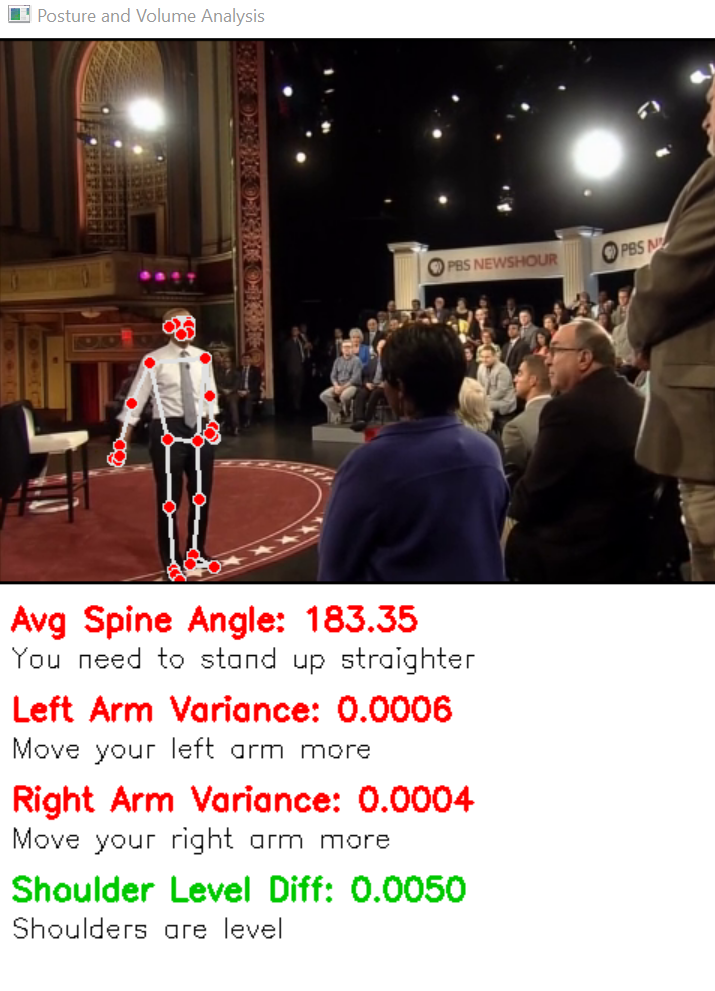 Posture and Volume Analysis
PBS NEWSHOUR
PBS
Avg Spine Angle: 183.35
You need to stand up straighter
Left Arm Variance: 0.0006
Move your left arm more
Right Arm Variance: 0.0004
Move your right arm more
Shoulder Level Diff: 0.0050
Shoulders are level